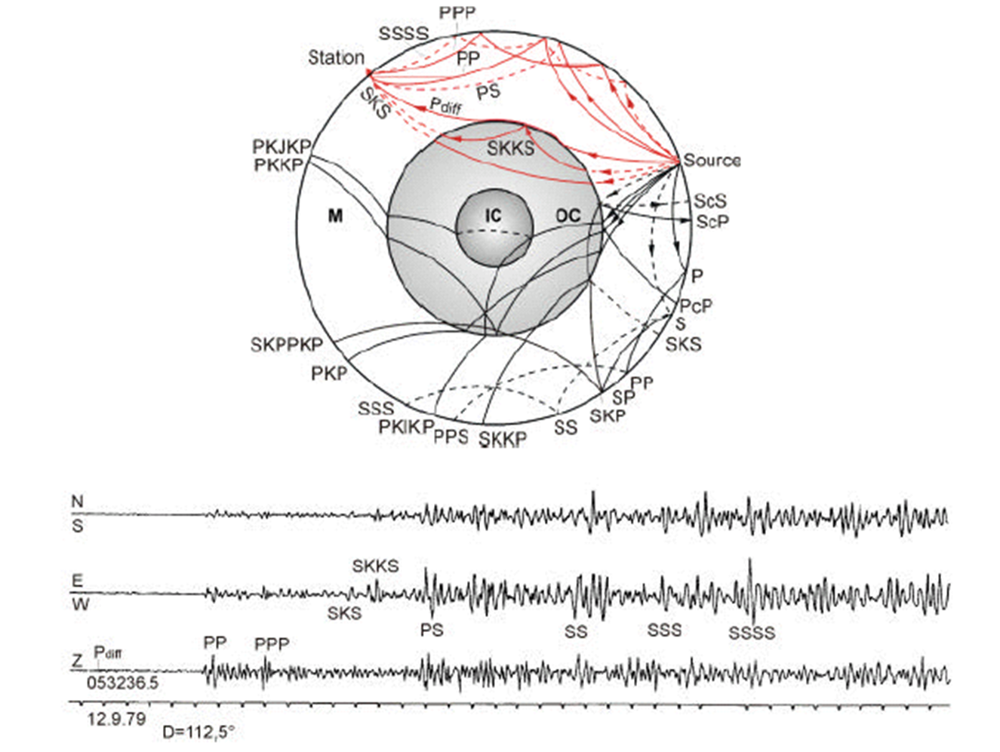 PPP
SSSS
Station
PP
PS
SKS
Pdiff
SKKS
PKJKP
PKKP
Source
M
IC
OC
ScS
ScP
P
PcP
S
SKS
SKPPKP
PKP
PP
SP
SKP
SSS
PKIKP
PPS
SKKP
SS
N
S
SKKS
E
W
SKS
PS
SS
SSS
SSSS
PP
PPP
Pdiff
Z
053236.5
12.9.79
D=112,5°